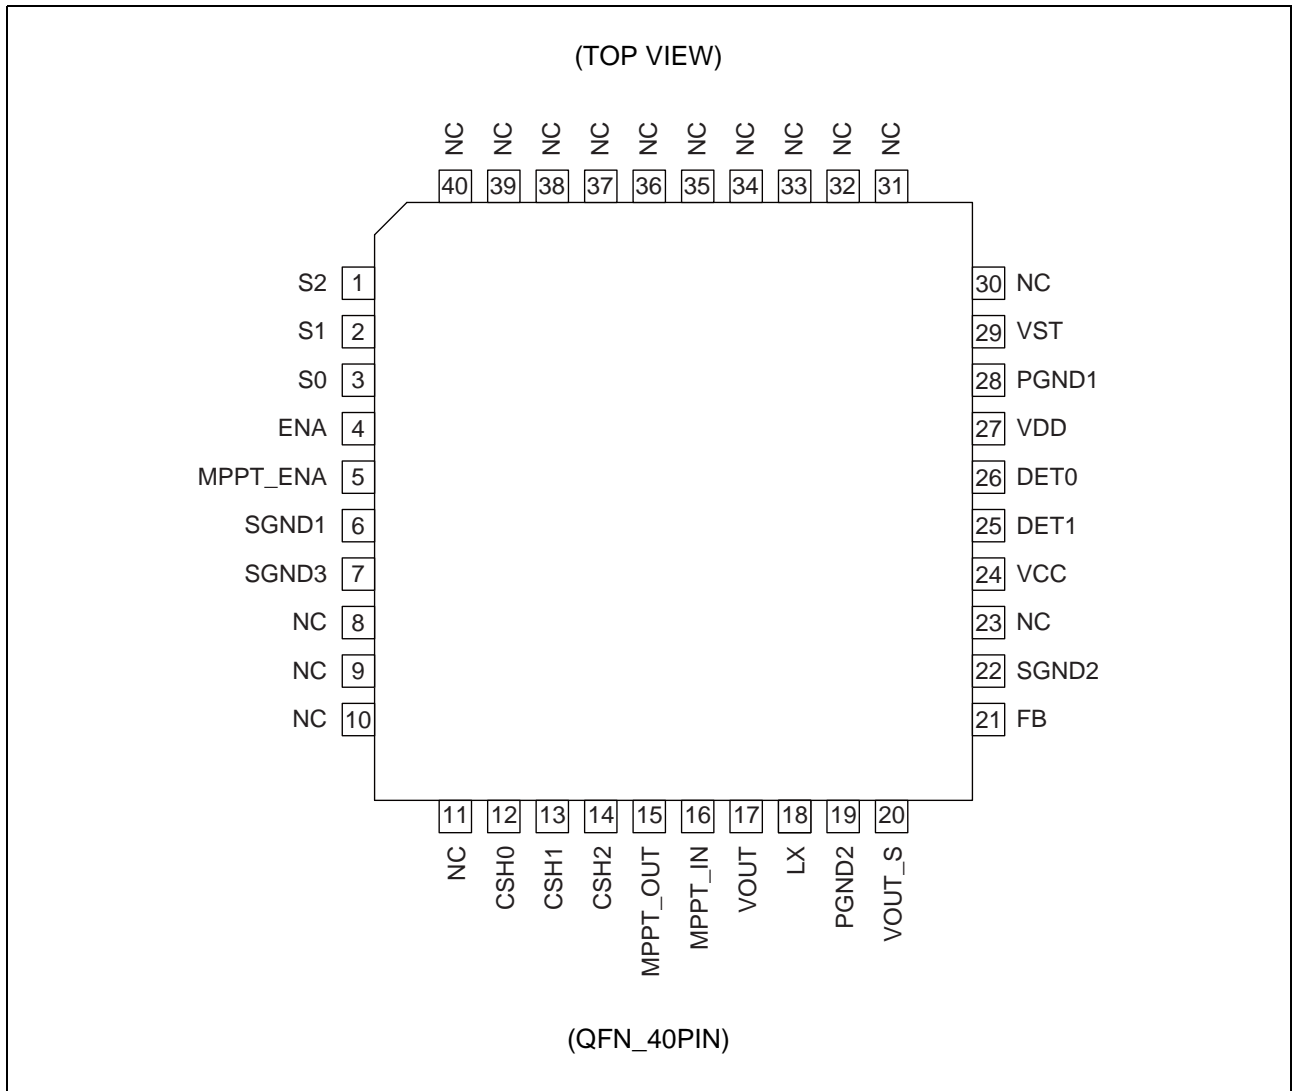 (TOP VIEW)
NC NC NC NC NC NC NC NC NC NC
40 39 38 37 36 35 34 33 32 31
S2 1
S1 2
S0 3
ENA 4
MPPT_ENA 5
SGND1 6
SGND3 7
NC 8
NC 9
NC 10
30 NC
29 VST
28 PGND1
27 VDD
26 DET0
25 DET1
24 VCC
23 NC
22 SGND2
21 FB
11 12 13 14 15 16 17 18 19 20
NC CSH0 CSH1 CSH2 MPPT_OUT MPPT_IN VOUT LX PGND2 VOUT_S
(QFN_40PIN)